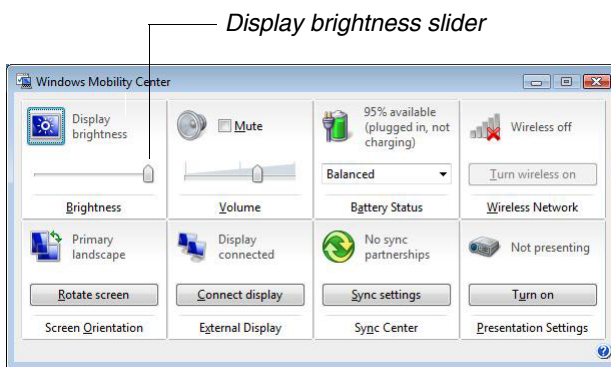 Display brightness slider
Windows Mobility Center
Display
brightness
Brightness
Mute
Volume
95% available
(plugged in, not
charging)
Balanced
Battery Status
Wireless off
Turn wireless on
Wireless Network
Primary
landscape
Rotate screen
Screen Orientation
Display
connected
Connect display
External Display
No sync
partnerships
Sync settings
Sync Center
Not presenting
Turn on
Presentation Settings
?